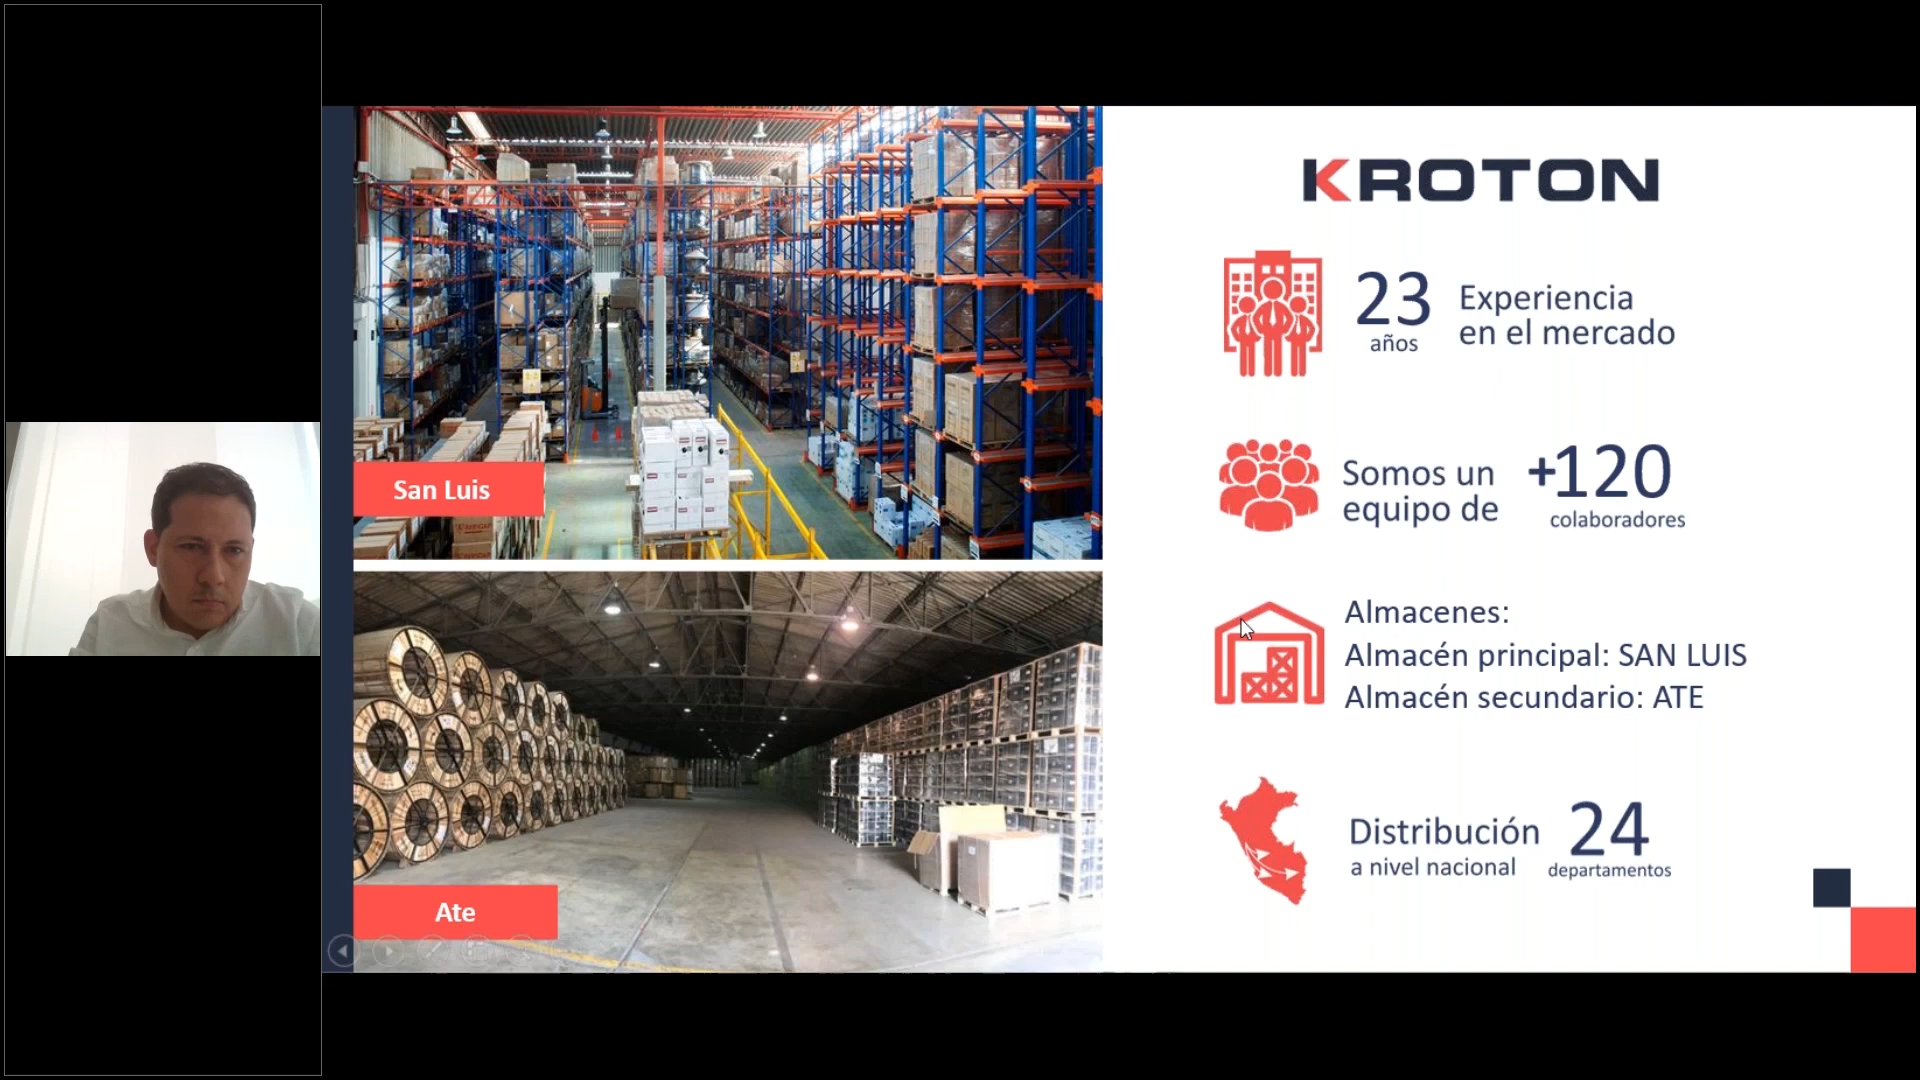 San Luis
Ate
KROTON
23
años
Experiencia
en el mercado
Somos un
equipo de
+120
colaboradores
Almacenes:
Almacén principal: SAN LUIS
Almacén secundario: ATE
Distribución
a nivel nacional
24
departamentos